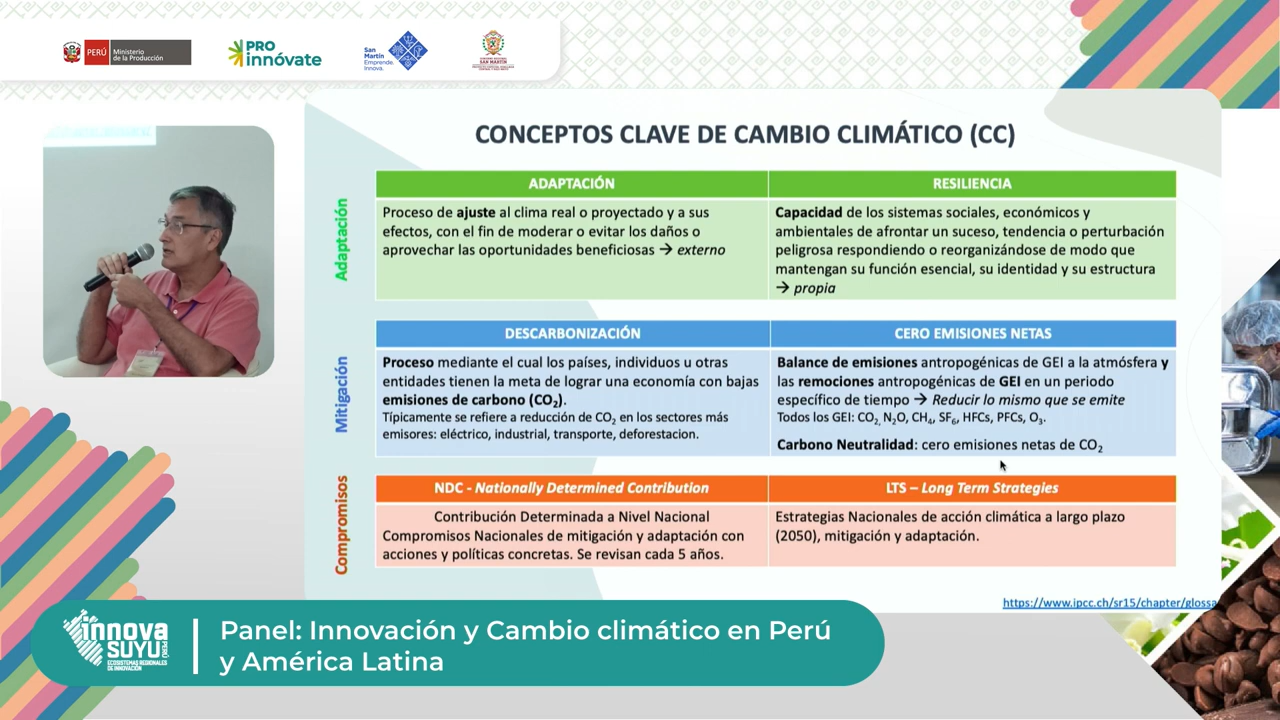 PERÚ
Ministerio
de la Producción
PRO
innóvate
San
Martín
Emprende.
Innova.
SAN MARTÍN
CONCEPTOS CLAVE DE CAMBIO CLIMÁTICO (CC)
Adaptación
ADAPTACIÓN
Proceso de ajuste al clima real o proyectado y a sus
efectos, con el fin de moderar o evitar los daños o
aprovechar las oportunidades beneficiosas → externo
RESILIENCIA
Capacidad de los sistemas sociales, económicos y
ambientales de afrontar un suceso, tendencia o perturbación
peligrosa respondiendo o reorganizándose de modo que
mantengan su función esencial, su identidad y su estructura
→ propia
Mitigación
DESCARBONIZACIÓN
Proceso mediante el cual los países, individuos u otras
entidades tienen la meta de lograr una economía con bajas
emisiones de carbono (CO₂).
Típicamente se refiere a reducción de CO₂ en los sectores más
emisores: eléctrico, industrial, transporte, deforestacion.
CERO EMISIONES NETAS
Balance de emisiones antropogénicas de GEI a la atmósfera y
las remociones antropogénicas de GEI en un periodo
específico de tiempo → Reducir lo mismo que se emite
Todos los GEI: CO₂, N₂O, CH₄, SF₆, HFCs, PFCs, O₃.
Carbono Neutralidad: cero emisiones netas de CO₂
Compromisos
NDC - Nationally Determined Contribution
Contribución Determinada a Nivel Nacional
Compromisos Nacionales de mitigación y adaptación con
acciones y políticas concretas. Se revisan cada 5 años.
LTS – Long Term Strategies
Estrategias Nacionales de acción climática a largo plazo
(2050), mitigación y adaptación.
https://www.ipcc.ch/sr15/chapter/glossa
innova
SUYU
PERÚ
ECOSISTEMAS REGIONALES
DE INNOVACIÓN
Panel: Innovación y Cambio climático en Perú
y América Latina